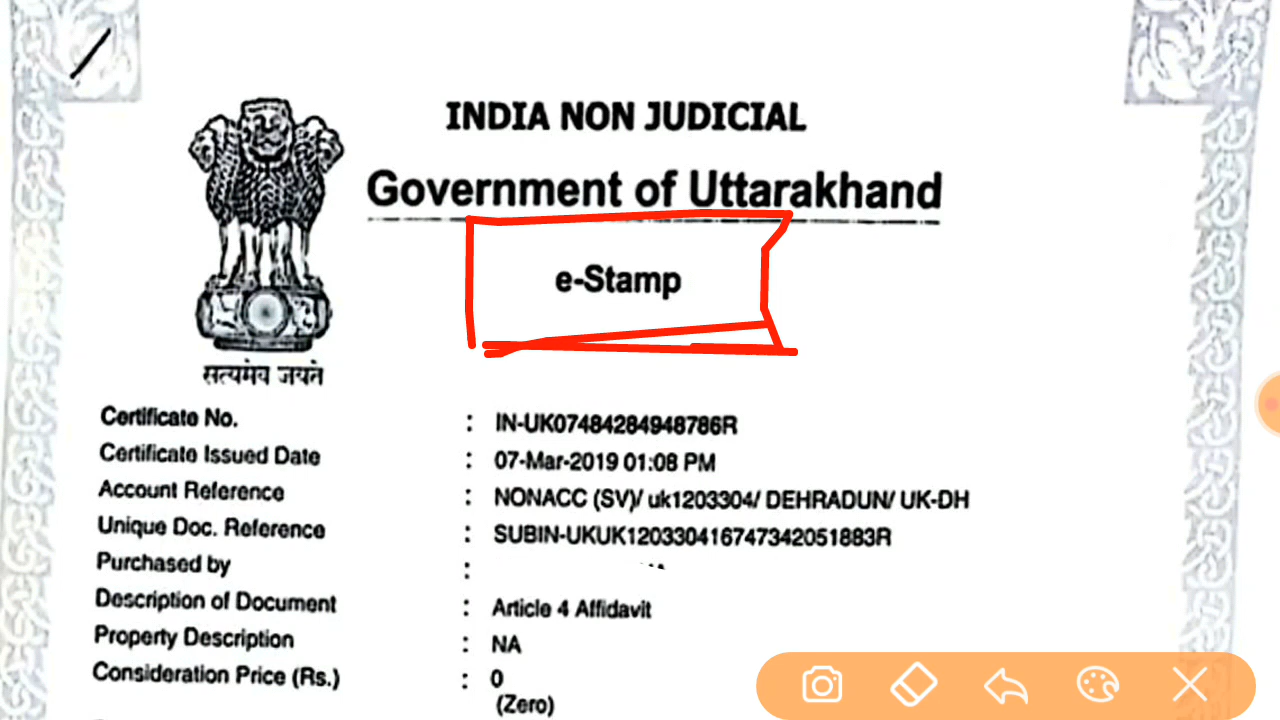 INDIA NON JUDICIAL
Government of Uttarakhand
e-Stamp
सत्यमेव जयते
Certificate No. : IN-UK07484284948786R
Certificate Issued Date : 07-Mar-2019 01:08 PM
Account Reference : NONACC (SV)/ uk1203304/ DEHRADUN/ UK-DH
Unique Doc. Reference : SUBIN-UKUK120330416747342051883R
Purchased by :
Description of Document : Article 4 Affidavit
Property Description : NA
Consideration Price (Rs.) : 0
(Zero)